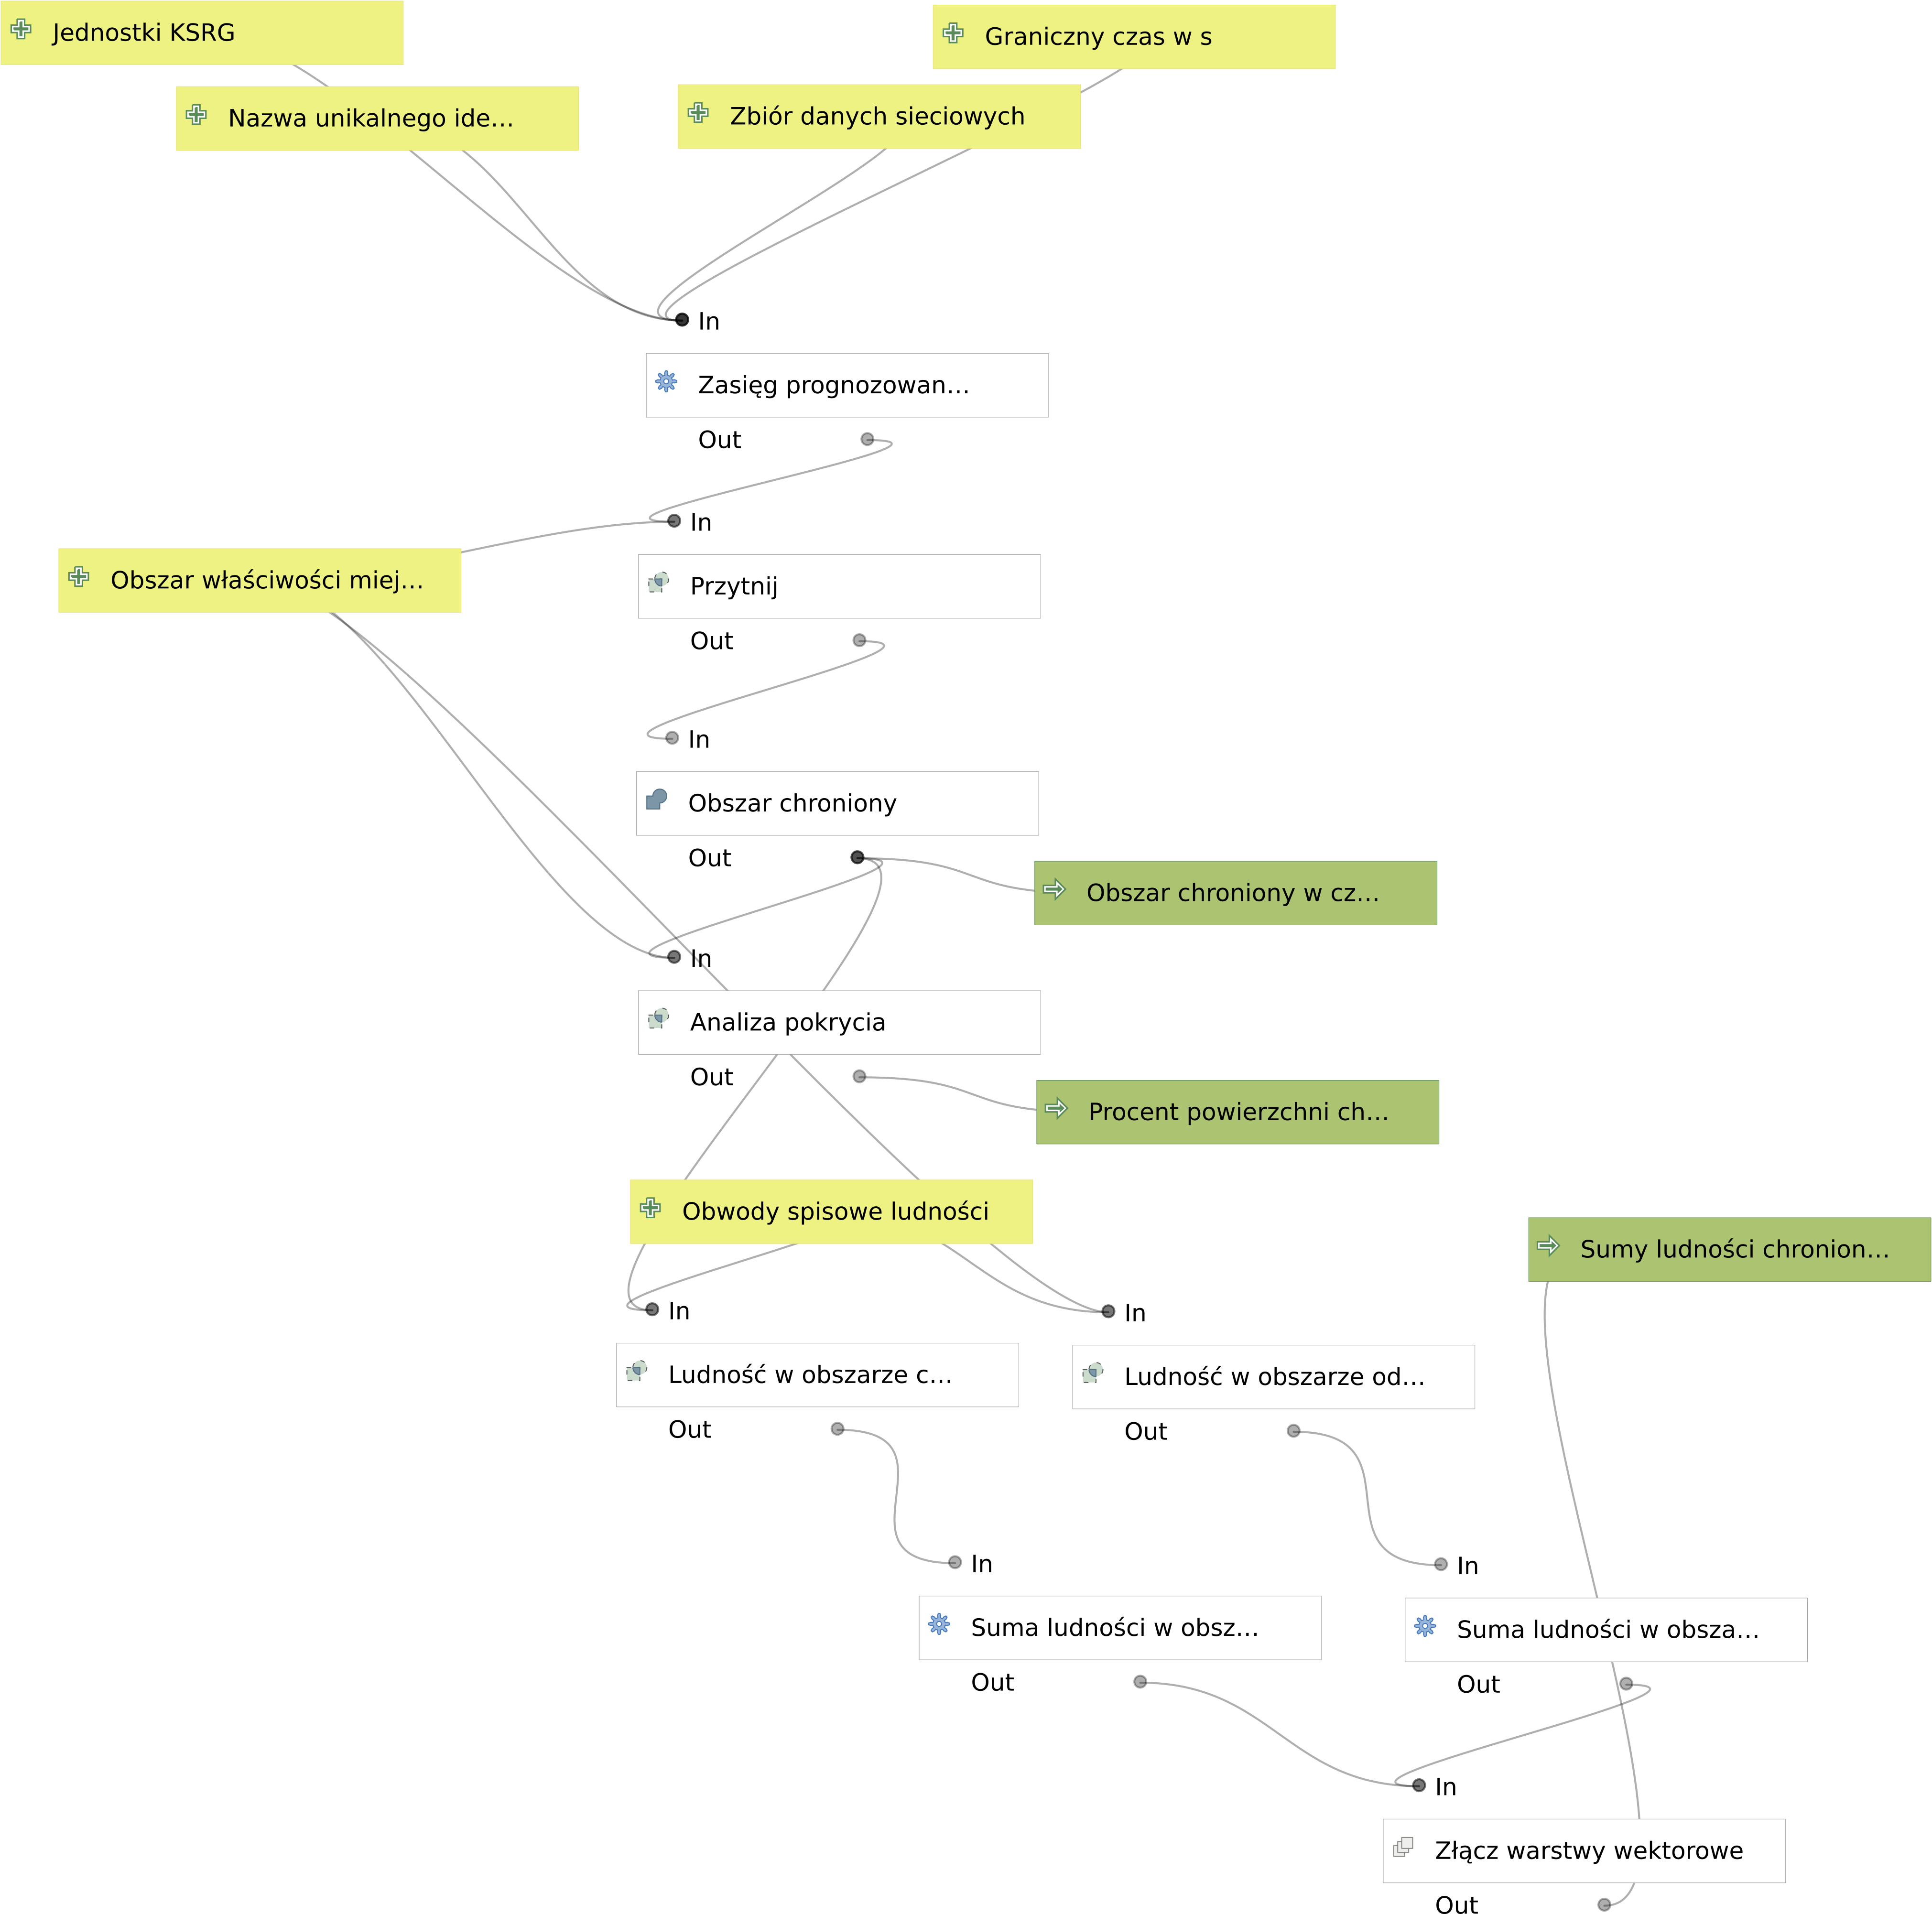 Jednostki KSRG
Graniczny czas w s
Nazwa unikalnego ide…
Zbiór danych sieciowych
In
Zasięg prognozowan…
Out
In
Obszar właściwości miej…
Przytnij
Out
In
Obszar chroniony
Out
Obszar chroniony w cz…
In
Analiza pokrycia
Out
Procent powierzchni ch…
Obwody spisowe ludności
Sumy ludności chronion…
In
In
Ludność w obszarze c…
Ludność w obszarze od…
Out
Out
In
In
Suma ludności w obsz…
Suma ludności w obsza…
Out
Out
In
Złącz warstwy wektorowe
Out